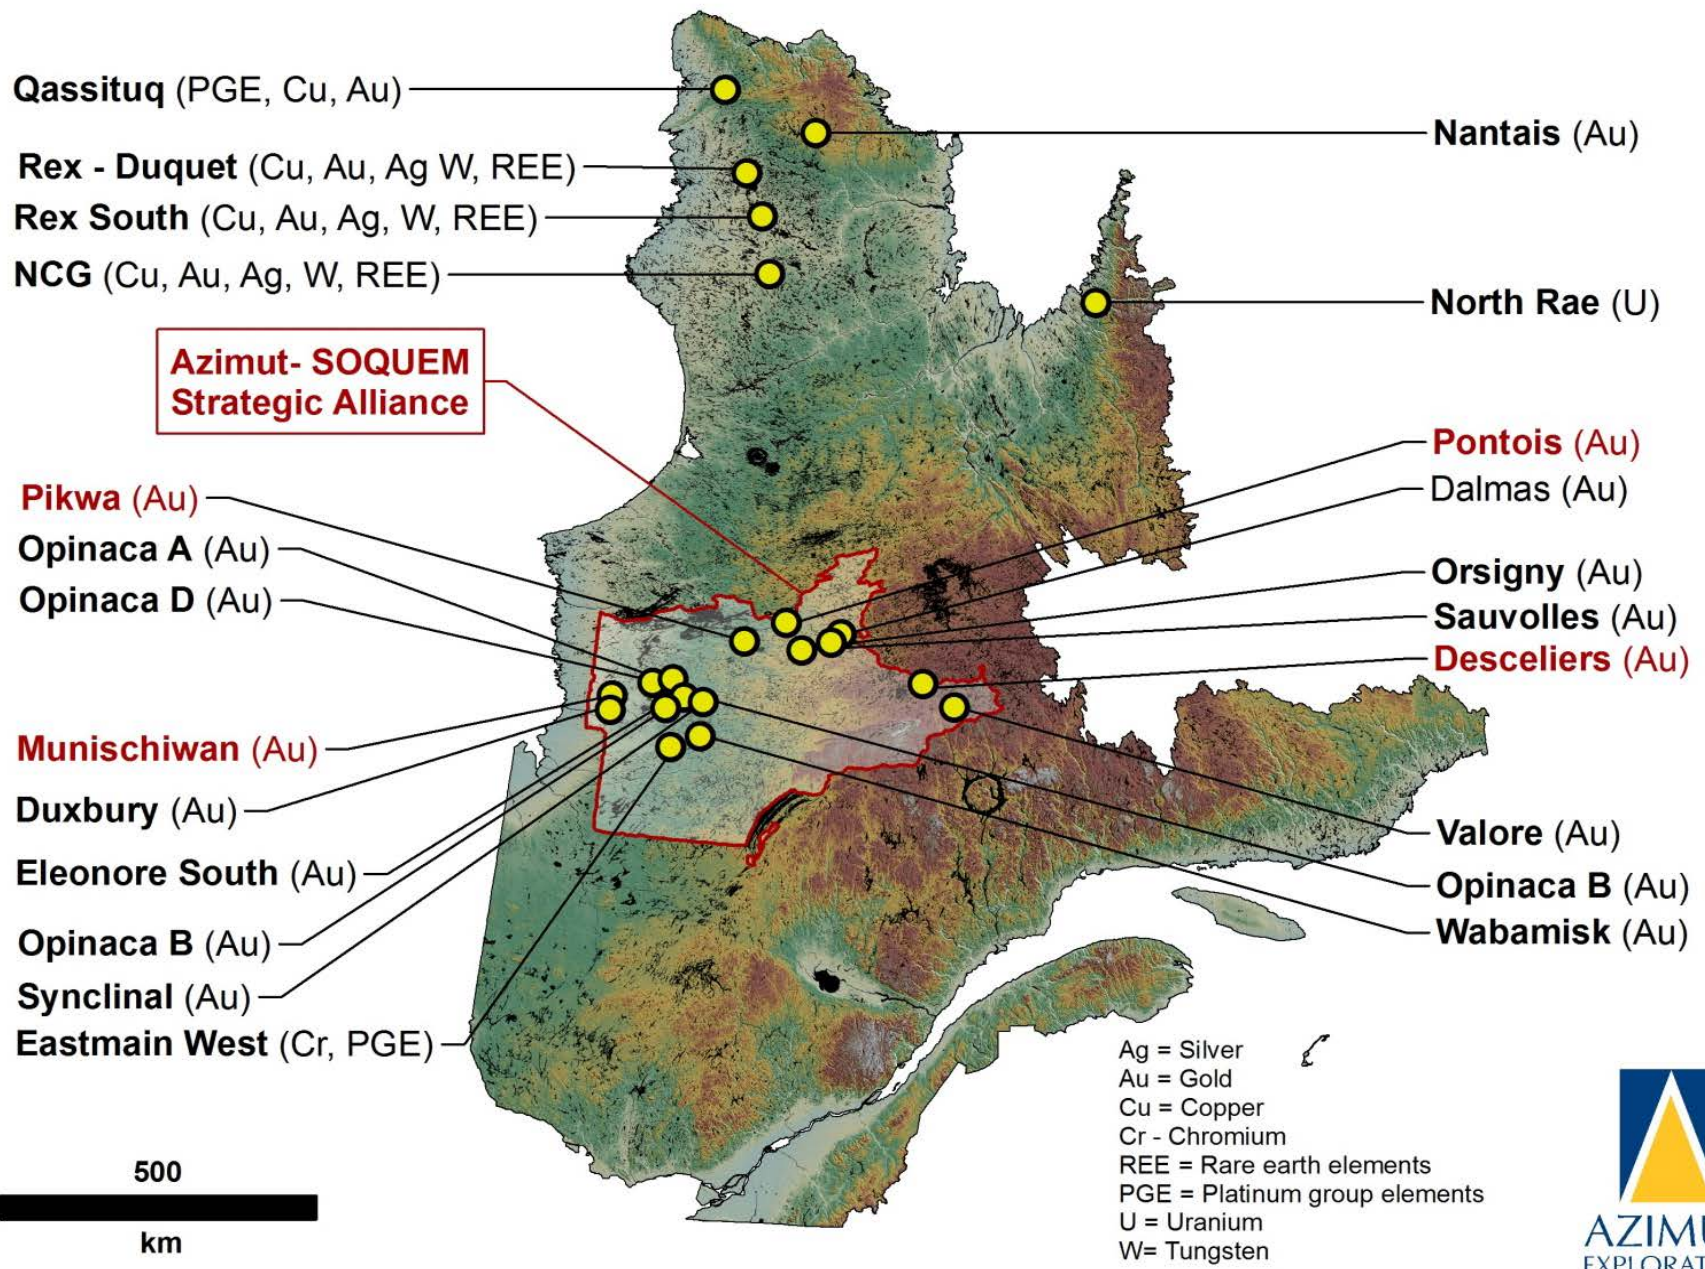 Qassituq (PGE, Cu, Au)
Rex - Duquet (Cu, Au, Ag W, REE)
Rex South (Cu, Au, Ag, W, REE)
NCG (Cu, Au, Ag, W, REE)
Azimut- SOQUEM
Strategic Alliance
Pikwa (Au)
Opinaca A (Au)
Opinaca D (Au)
Munischiwan (Au)
Duxbury (Au)
Eleonore South (Au)
Opinaca B (Au)
Synclinal (Au)
Eastmain West (Cr, PGE)
500
km
Nantais (Au)
North Rae (U)
Pontois (Au)
Dalmas (Au)
Orsigny (Au)
Sauvolles (Au)
Desceliers (Au)
Valore (Au)
Opinaca B (Au)
Wabamisk (Au)
Ag = Silver
Au = Gold
Cu = Copper
Cr - Chromium
REE = Rare earth elements
PGE = Platinum group elements
U = Uranium
W= Tungsten